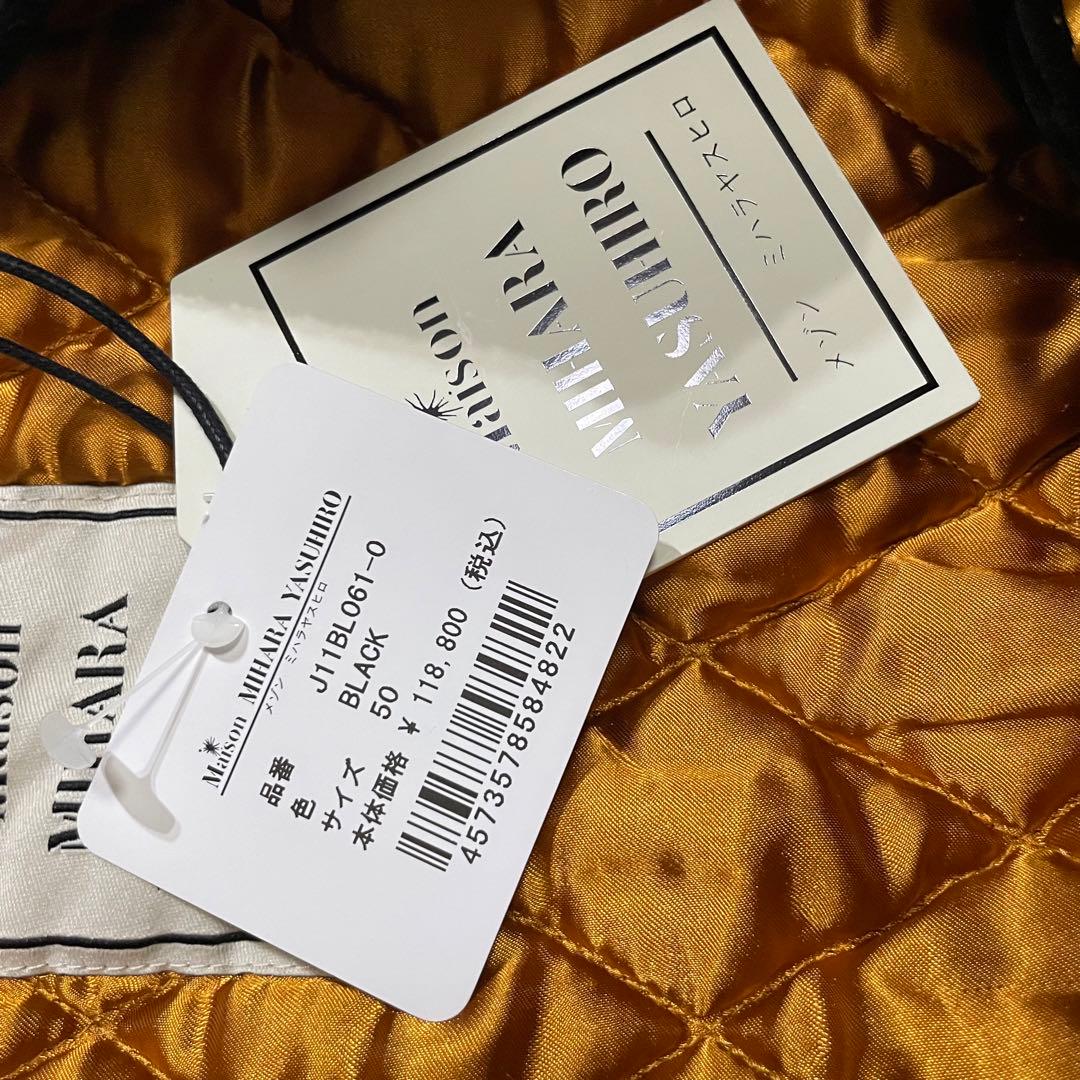 Maison
MIHARA
YASUHIRO
メゾン ミハラヤスヒロ
Maison MIHARA YASUHIRO
メゾン ミハラヤスヒロ
品番 J11BL061-0
色 BLACK
サイズ 50
本体価格 ¥ 118,800 (税込)
4573578584822
MIHARA